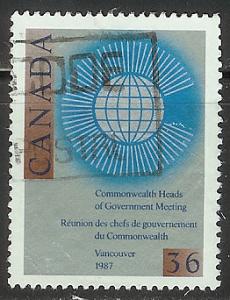 CANADA
Commonwealth Heads
of Government Meeting
Réunion des chefs de gouvernement
du Commonwealth
Vancouver
1987
36